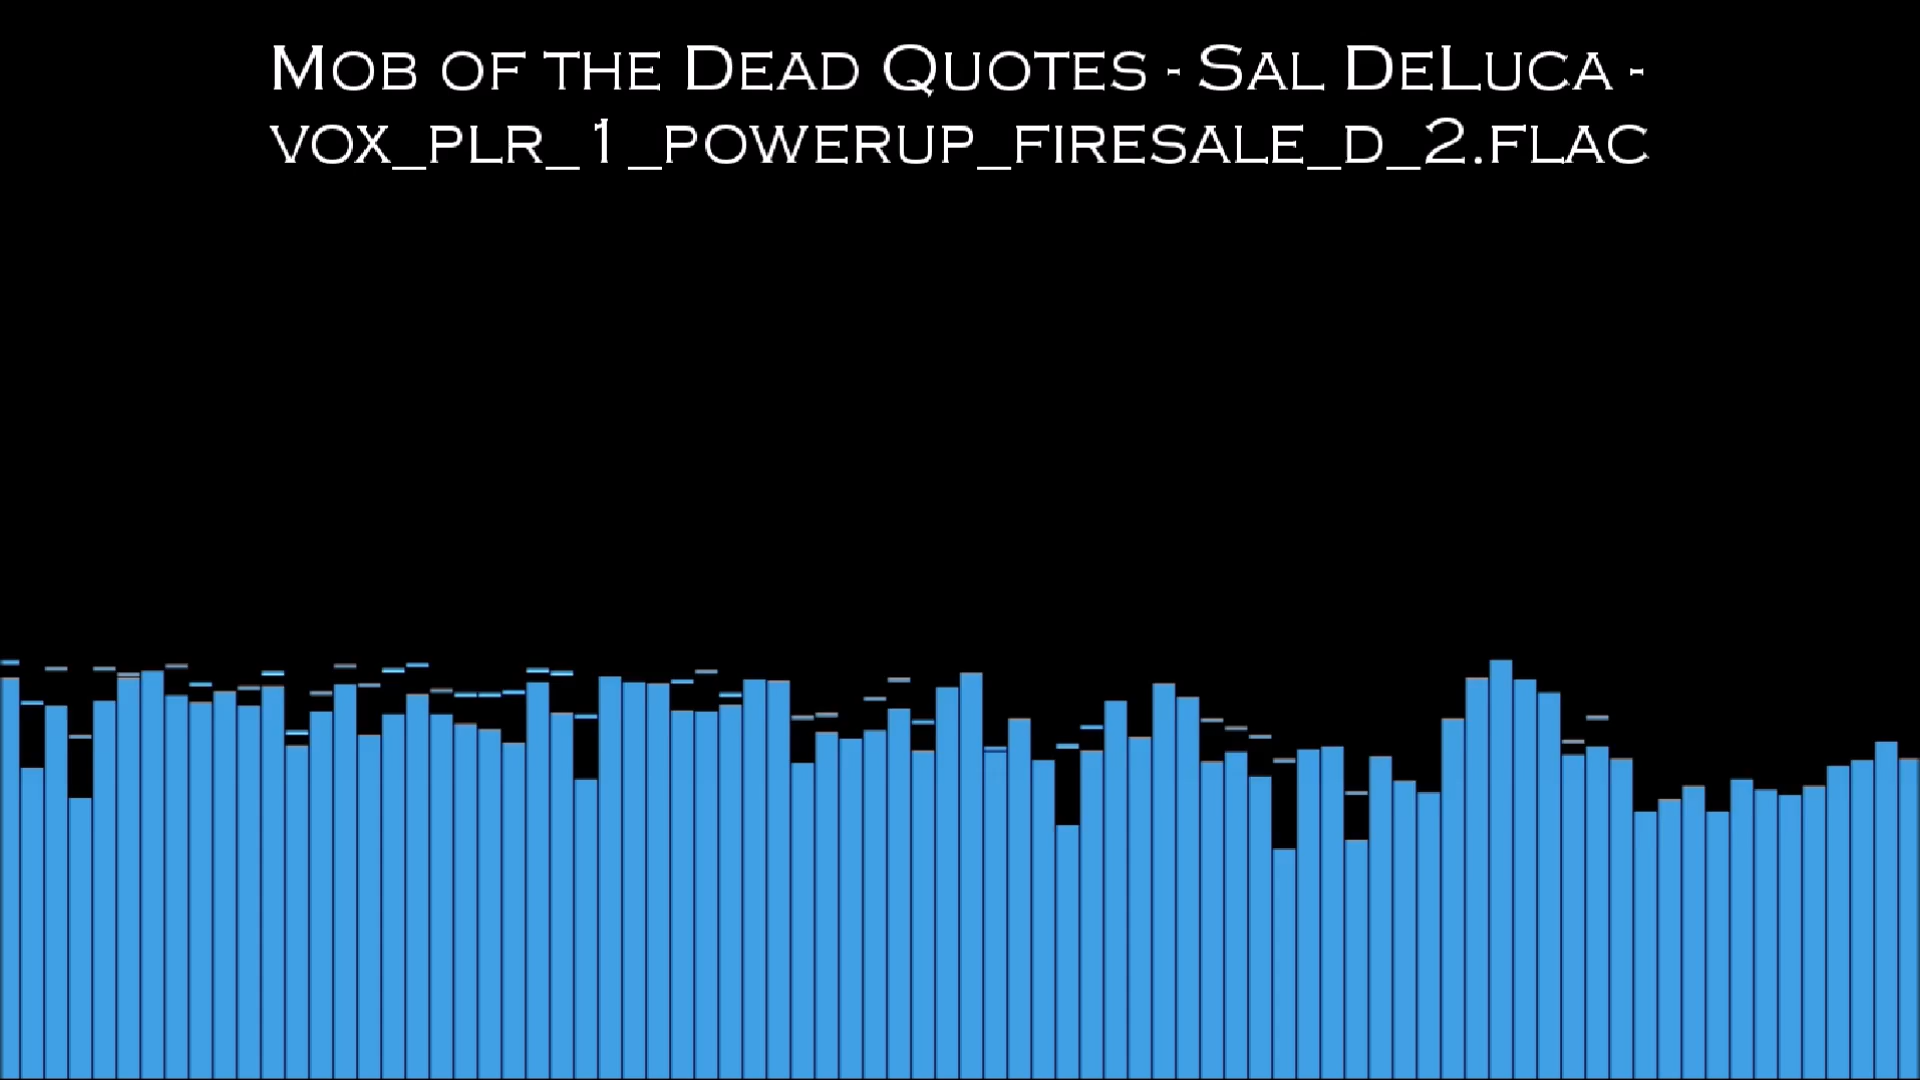 Mob of the Dead Quotes - Sal DeLuca -
vox_plr_1_powerup_firesale_d_2.flac